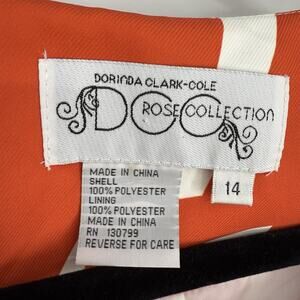 DORINDA CLARK-COLE
DCC
ROSE COLLECTION
14
MADE IN CHINA
SHELL
100% POLYESTER
LINING
100% POLYESTER
MADE IN CHINA
RN 130799
REVERSE FOR CARE